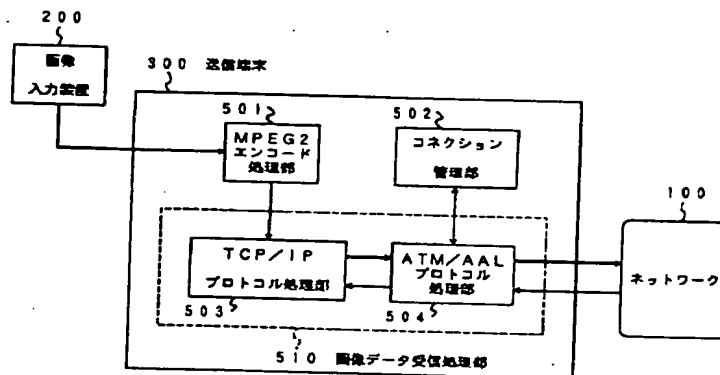 200
画像
入力装置
300 送信端末
501
MPEG2
エンコード
処理部
502
コネクション
管理部
100
ネットワーク
TCP/IP
プロトコル処理部
503
ATM/AAL
プロトコル
処理部
504
510 画像データ受信処理部